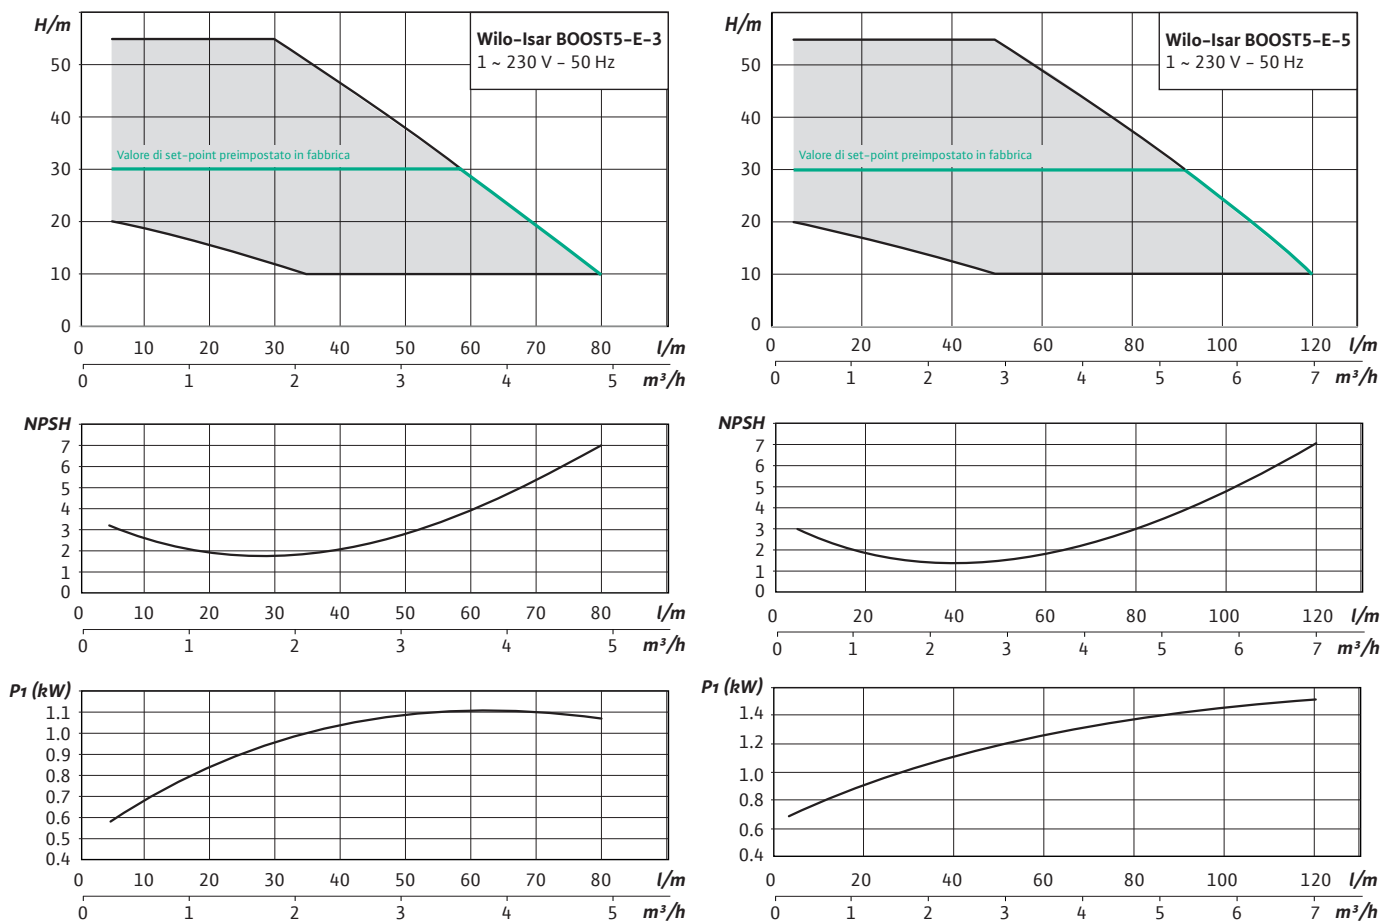 H/m
Wilo-Isar BOOST5-E-3
1 ~ 230 V - 50 Hz
50
40
Valore di set-point preimpostato in fabbrica
30
20
10
0
0 10 20 30 40 50 60 70 80 l/m
0 1 2 3 4 5 m³/h
H/m
Wilo-Isar BOOST5-E-5
1 ~ 230 V - 50 Hz
50
40
Valore di set-point preimpostato in fabbrica
30
20
10
0
0 20 40 60 80 100 120 l/m
0 1 2 3 4 5 6 7 m³/h
NPSH
7
6
5
4
3
2
1
0
0 10 20 30 40 50 60 70 80 l/m
0 1 2 3 4 5 m³/h
NPSH
7
6
5
4
3
2
1
0
0 20 40 60 80 100 120 l/m
0 1 2 3 4 5 6 7 m³/h
P1 (kW)
1.1
1.0
0.9
0.8
0.7
0.6
0.5
0.4
0 10 20 30 40 50 60 70 80 l/m
0 1 2 3 4 5 m³/h
P1 (kW)
1.4
1.2
1.0
0.8
0.6
0.4
0 20 40 60 80 100 120 l/m
0 1 2 3 4 5 6 7 m³/h